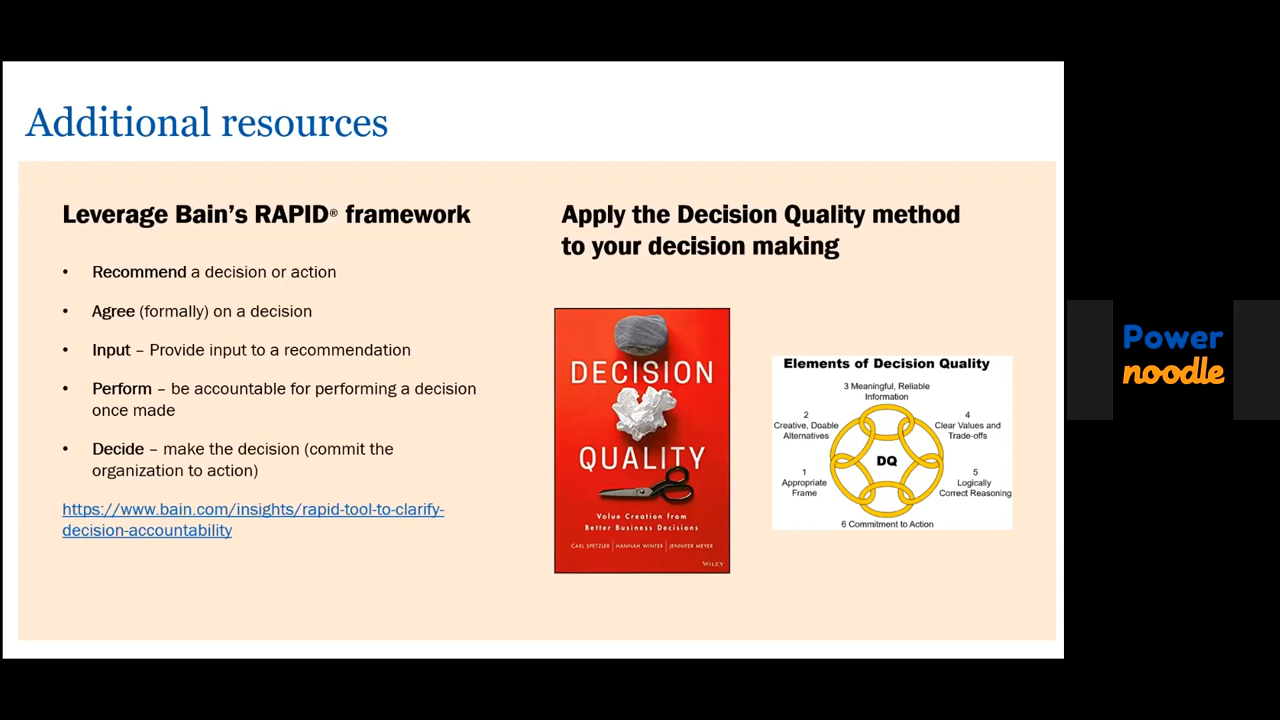 Additional resources
Leverage Bain's RAPID® framework
• Recommend a decision or action
• Agree (formally) on a decision
• Input – Provide input to a recommendation
• Perform – be accountable for performing a decision
once made
• Decide – make the decision (commit the
organization to action)
https://www.bain.com/insights/rapid-tool-to-clarify-
decision-accountability
Apply the Decision Quality method
to your decision making
DECISION
QUALITY
Value Creation from
Better Business Decisions
CARL SPETZLER | HANNAH WINTER | JENNIFER MEYER
WILEY
Elements of Decision Quality
3 Meaningful, Reliable
Information
2
Creative, Doable
Alternatives
4
Clear Values and
Trade-offs
DQ
1
Appropriate
Frame
5
Logically
Correct Reasoning
6 Commitment to Action
Power
noodle